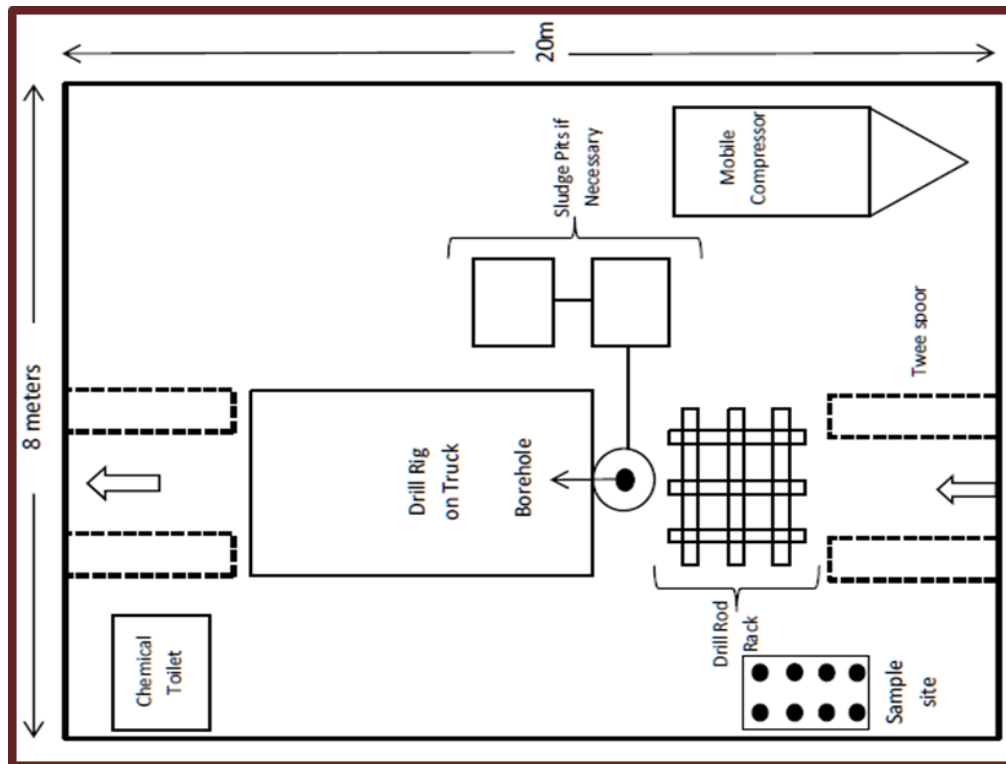 20m
8 meters
Sludge Pits if
Necessary
Mobile
Compressor
Drill Rig
on Truck
Borehole
Twee spoor
Chemical
Toilet
Drill Rod
Rack
Sample
site